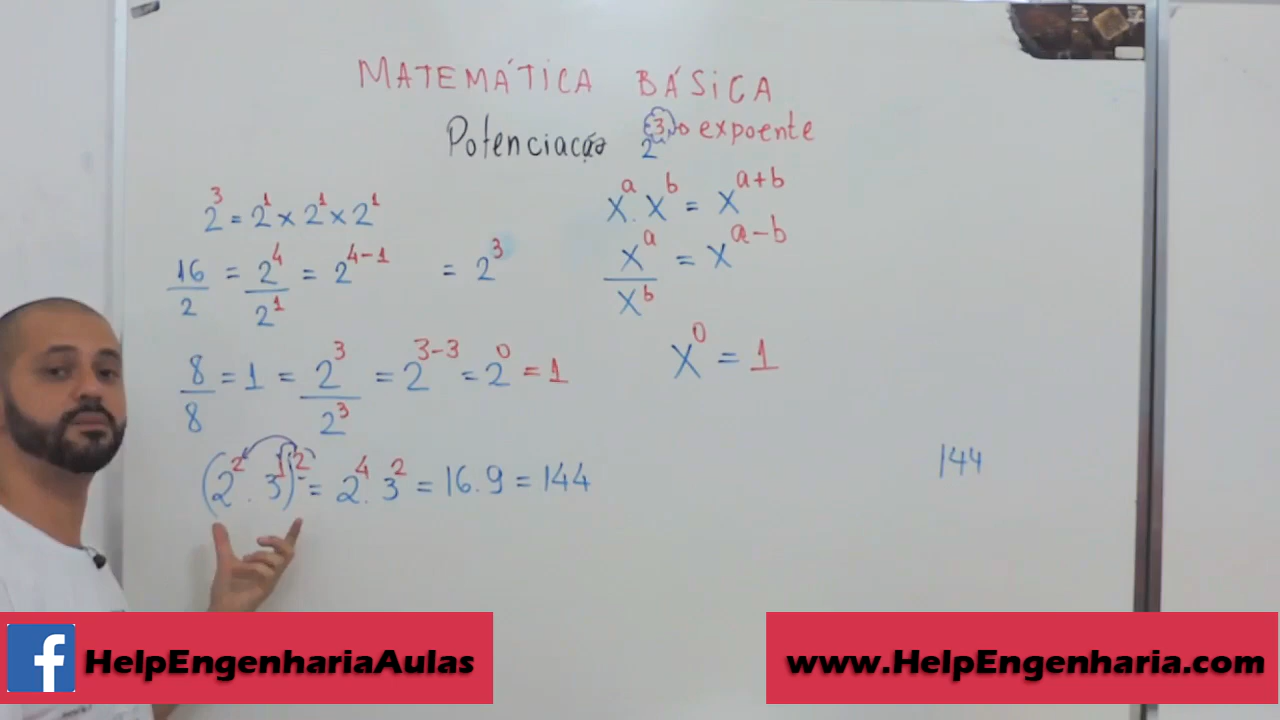 MATEMÁTICA BÁSICA
Potenciação 2³ → o expoente
2³ = 2¹ × 2¹ × 2¹
xᵃ . xᵇ = xᵃ⁺ᵇ
16/2 = 2⁴/2¹ = 2⁴⁻¹ = 2³
xᵃ/xᵇ = xᵃ⁻ᵇ
8/8 = 1 = 2³/2³ = 2³⁻³ = 2⁰ = 1
x⁰ = 1
(2² . 3¹)² = 2⁴ . 3² = 16 . 9 = 144
144
HelpEngenhariaAulas
www.HelpEngenharia.com